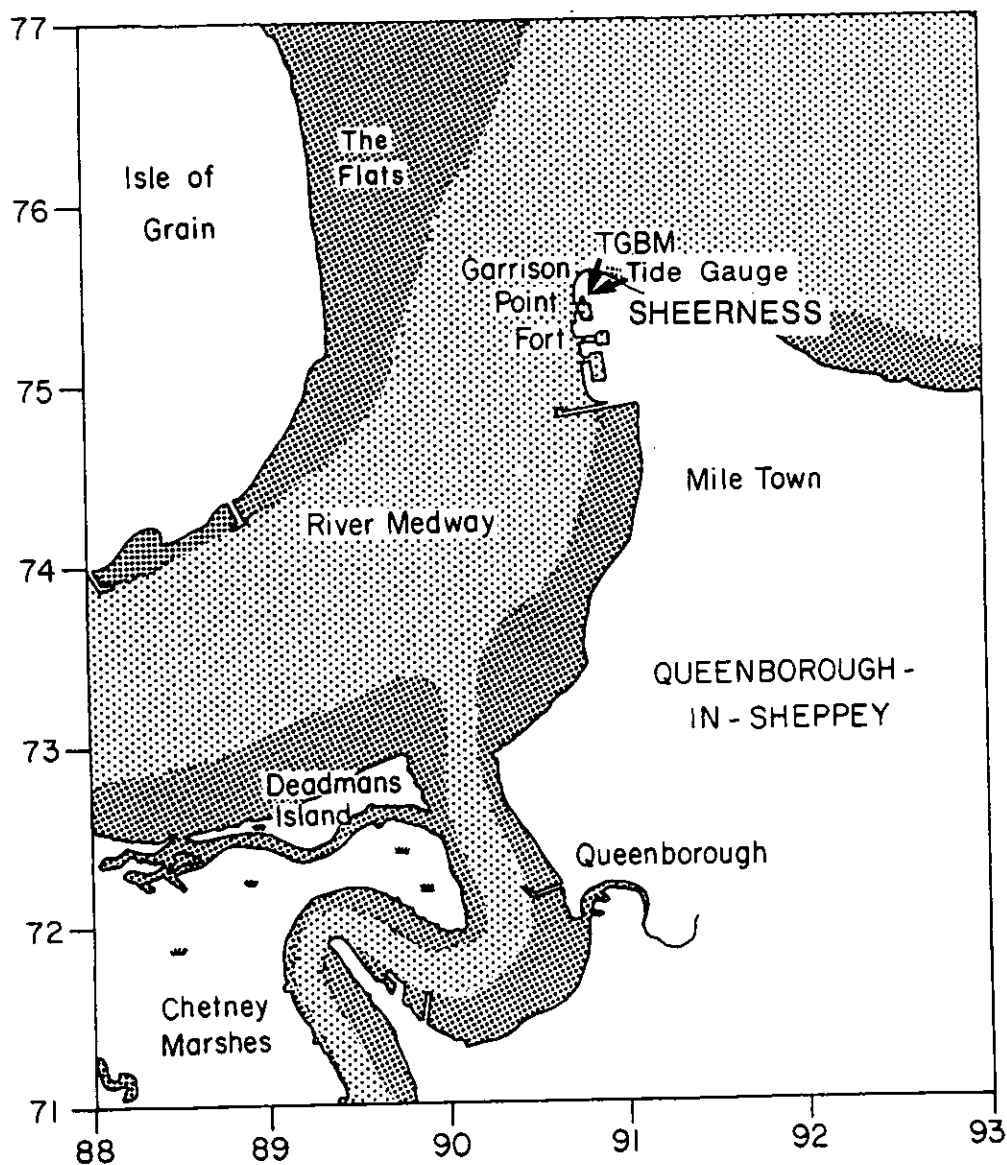 77
The
Flats
Isle of
Grain
76
TGBM
Garrison
Tide Gauge
Point
SHEERNESS
Fort
75
Mile Town
River Medway
74
QUEENBOROUGH -
IN - SHEPPEY
73
Deadmans
Island
Queenborough
72
Chetney
Marshes
71
88
89
90
91
92
93